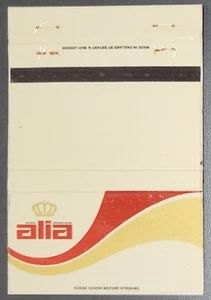 MADE IN ENGLAND BY BRYANT & MAY LONDON
alia
CLOSE COVER BEFORE STRIKING